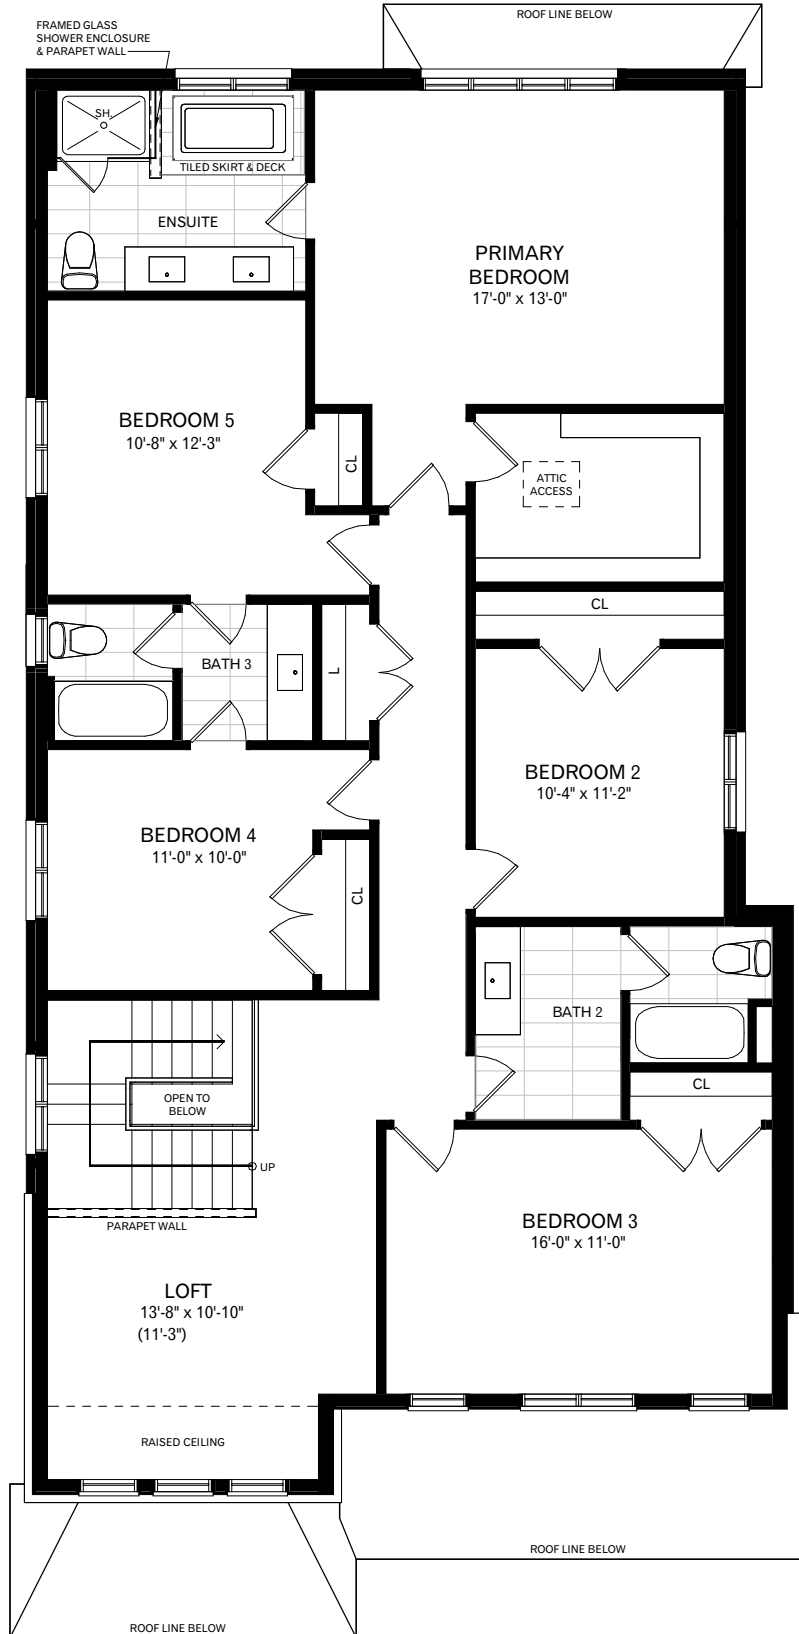 FRAMED GLASS
SHOWER ENCLOSURE
& PARAPET WALL
ROOF LINE BELOW
SH.
TILED SKIRT & DECK
ENSUITE
PRIMARY
BEDROOM
17'-0" x 13'-0"
BEDROOM 5
10'-8" x 12'-3"
CL
ATTIC
ACCESS
CL
BATH 3
L
BEDROOM 2
10'-4" x 11'-2"
BEDROOM 4
11'-0" x 10'-0"
CL
BATH 2
CL
OPEN TO
BELOW
UP
PARAPET WALL
BEDROOM 3
16'-0" x 11'-0"
LOFT
13'-8" x 10'-10"
(11'-3")
RAISED CEILING
ROOF LINE BELOW
ROOF LINE BELOW